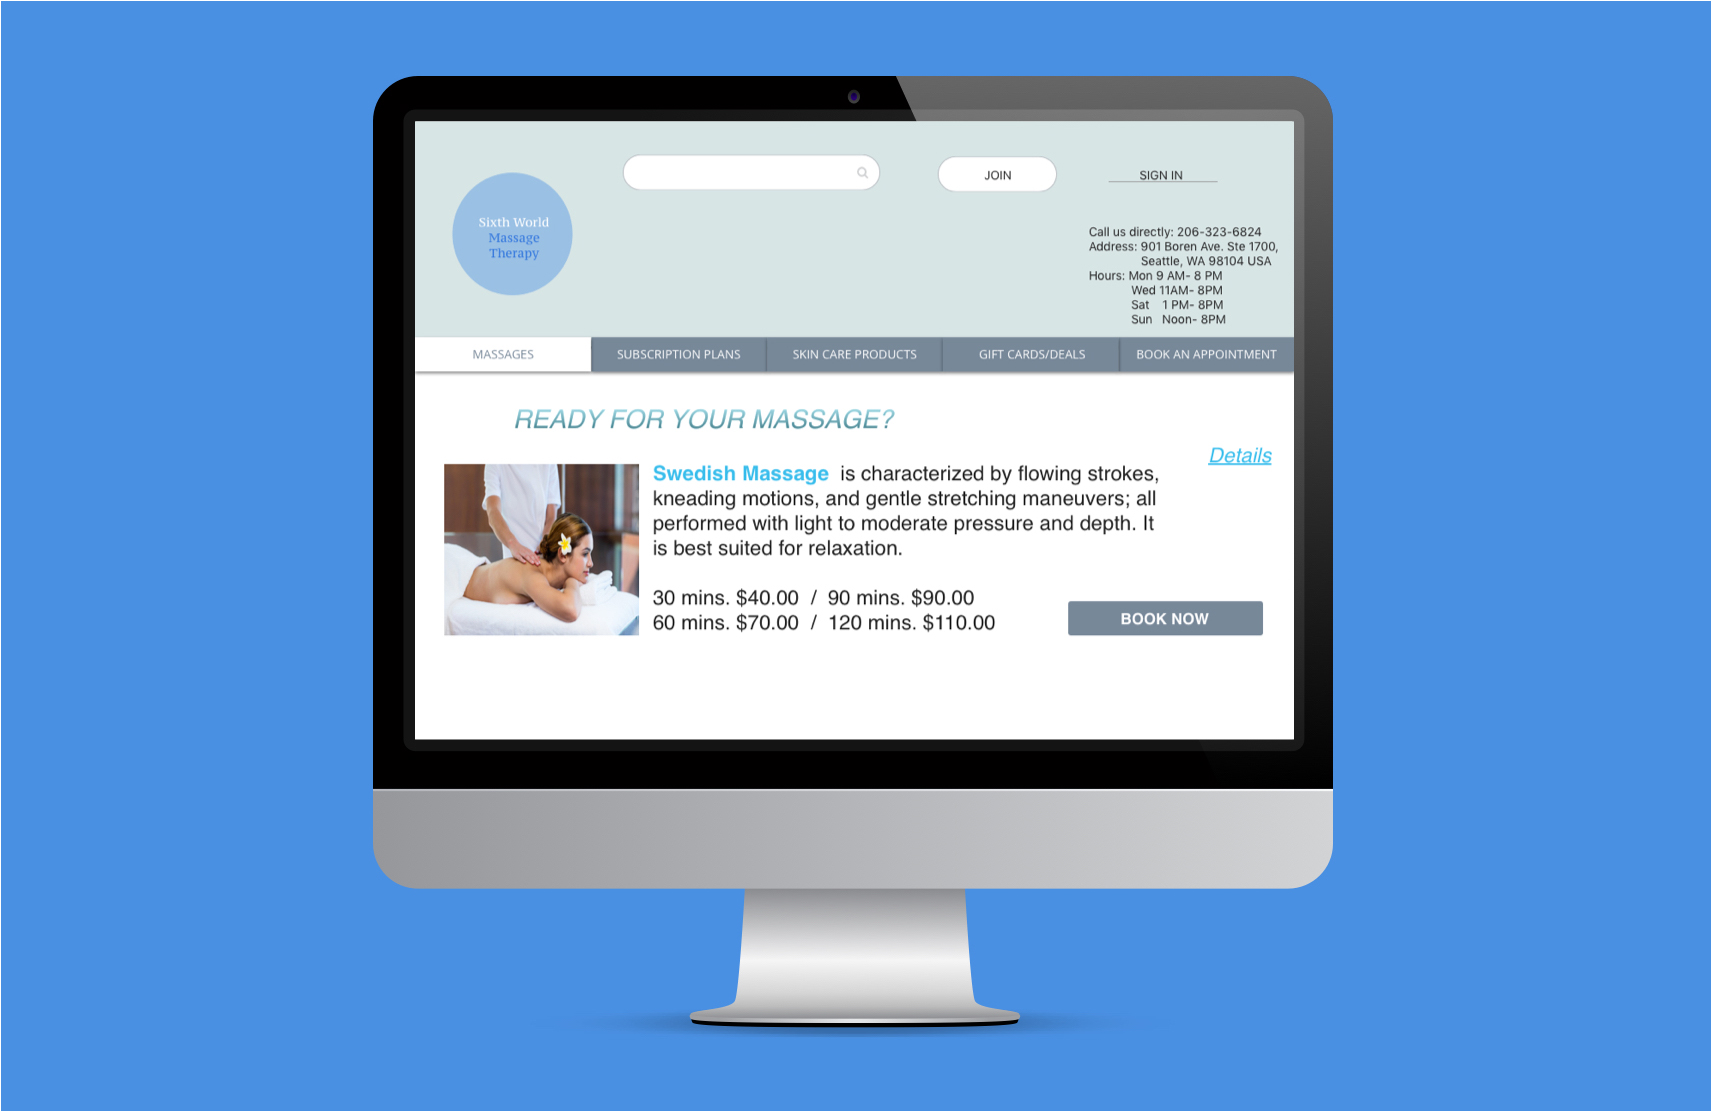 JOIN
SIGN IN
Sixth World
Massage
Therapy
Call us directly: 206-323-6824
Address: 901 Boren Ave. Ste 1700,
Seattle, WA 98104 USA
Hours: Mon 9 AM- 8 PM
Wed 11AM- 8PM
Sat 1 PM- 8PM
Sun Noon- 8PM
MASSAGES
SUBSCRIPTION PLANS
SKIN CARE PRODUCTS
GIFT CARDS/DEALS
BOOK AN APPOINTMENT
READY FOR YOUR MASSAGE?
Details
Swedish Massage is characterized by flowing strokes,
kneading motions, and gentle stretching maneuvers; all
performed with light to moderate pressure and depth. It
is best suited for relaxation.
30 mins. $40.00 / 90 mins. $90.00
60 mins. $70.00 / 120 mins. $110.00
BOOK NOW